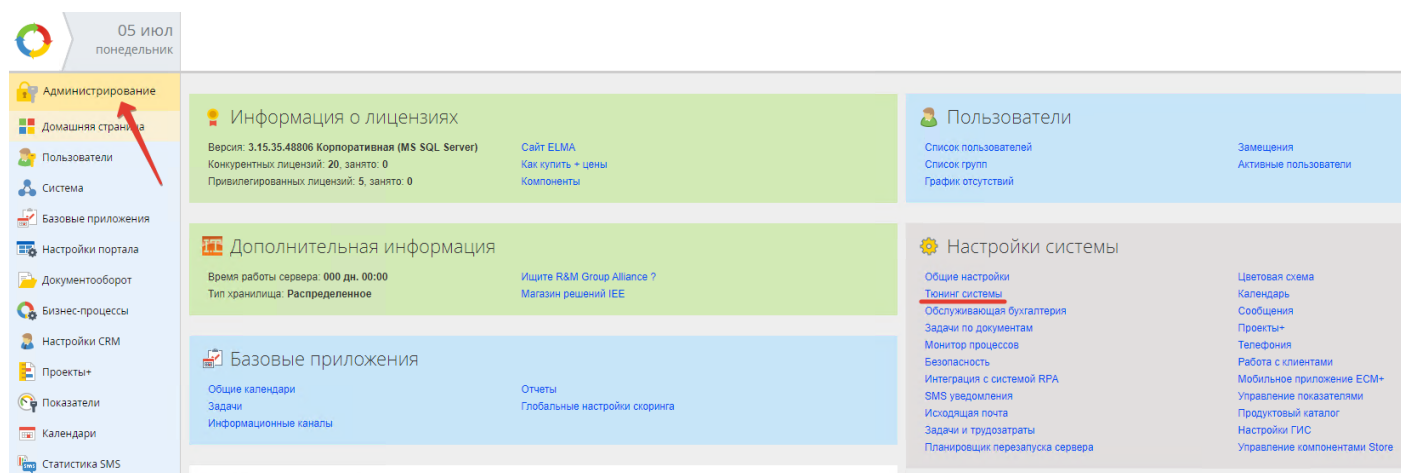 05 июл
понедельник
Администрирование
Домашняя страница
Пользователи
Система
Базовые приложения
Настройки портала
Документооборот
Бизнес-процессы
Настройки CRM
Проекты+
Показатели
Календари
Статистика SMS
Информация о лицензиях
Версия: 3.15.35.48806 Корпоративная (MS SQL Server)
Сайт ELMA
Конкурентных лицензий: 20, занято: 0
Как купить + цены
Привилегированных лицензий: 5, занято: 0
Компоненты
Пользователи
Список пользователей
Замещения
Список групп
Активные пользователи
График отсутствий
Дополнительная информация
Время работы сервера: 000 дн. 00:00
Ищите R&M Group Alliance ?
Тип хранилища: Распределенное
Магазин решений IEE
Настройки системы
Общие настройки
Цветовая схема
Тюнинг системы
Календарь
Обслуживающая бухгалтерия
Сообщения
Задачи по документам
Проекты+
Монитор процессов
Телефония
Безопасность
Работа с клиентами
Интеграция с системой RPA
Мобильное приложение ECM+
SMS уведомления
Управление показателями
Исходящая почта
Продуктовый каталог
Задачи и трудозатраты
Настройки ГИС
Планировщик перезапуска сервера
Управление компонентами Store
Базовые приложения
Общие календари
Отчеты
Задачи
Глобальные настройки скоринга
Информационные каналы